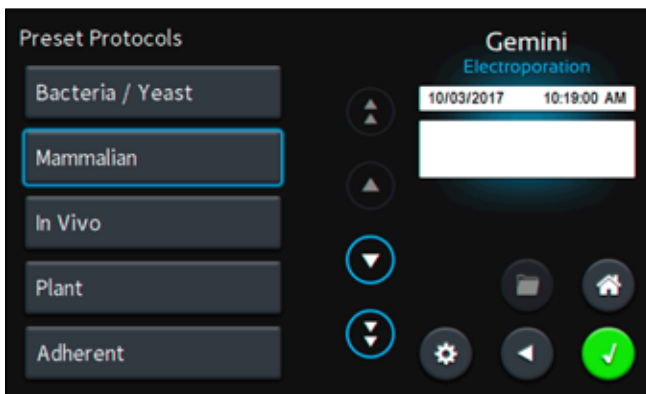 Preset Protocols
Bacteria / Yeast
Mammalian
In Vivo
Plant
Adherent
Gemini
Electroporation
10/03/2017 10:19:00 AM